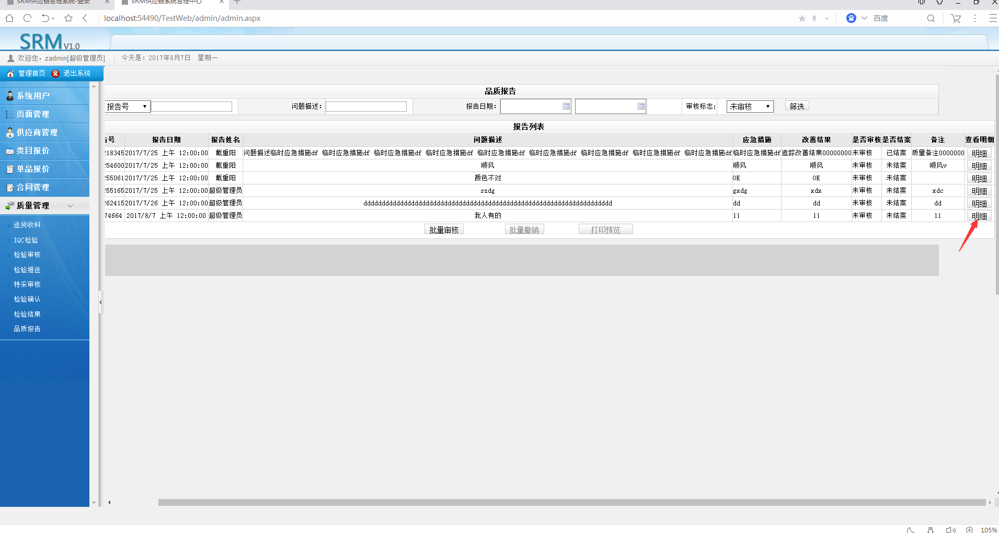 SRM供应链管理系统-登录
SRM供应链系统管理中心
localhost:54490/TestWeb/admin/admin.aspx
百度
SRM V1.0
欢迎您，zadmin[超级管理员]
今天是：2017年8月7日 星期一
管理首页 退出系统
系统用户
页面管理
供应商管理
类目报价
单品报价
合同管理
质量管理
送货收料
IQC检验
检验审核
检验推送
特采审核
检验确认
检验结果
品质报告
品质报告
报告号 问题描述： 报告日期： 审核标志： 未审核 筛选
报告列表
告号 报告日期 报告姓名 问题描述 应急措施 改善结果 是否审核 是否结案 备注 查看明细
218345 2017/7/25 上午 12:00:00 戴重阳 问题描述临时应急措施df 临时应急措施df 临时应急措施df 临时应急措施df 临时应急措施df 临时应急措施df 临时应急措施df 临时应急措施df 临时应急措施 临时应急措施df 追踪改善结果00000000 未审核 已结案 质量备注0000000 明细
254600 2017/7/25 上午 12:00:00 戴重阳 顺风 顺风 顺风 未审核 未结案 顺风v 明细
255061 2017/7/25 上午 12:00:00 戴重阳 颜色不对 OK OK 未审核 未结案 明细
255165 2017/7/25 上午 12:00:00 超级管理员 szdg gxdg xdx 未审核 未结案 xdc 明细
262415 2017/7/26 上午 12:00:00 超级管理员 dddddddddddddddddddddddddddddddddddddddddddddddddddddddddddddddddddd dd dd 未审核 未结案 dd 明细
74664 2017/8/7 上午 12:00:00 超级管理员 我人有的 11 11 未审核 未结案 11 明细
批量审核 批量撤销 打印预览
105%